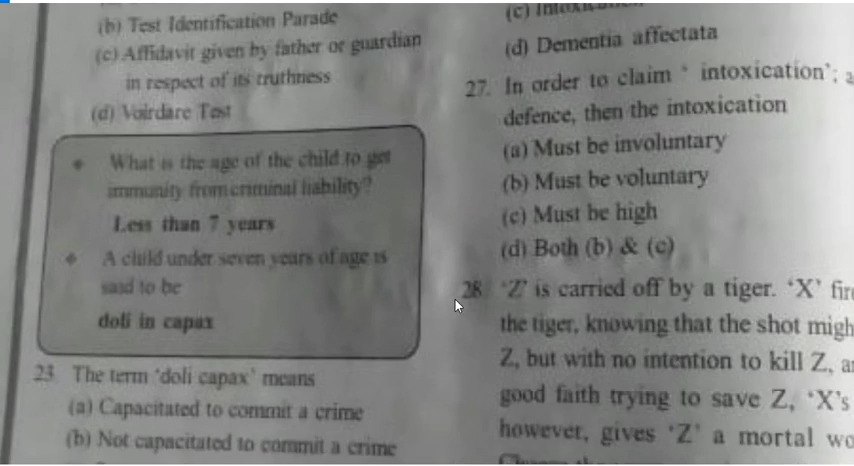 (b) Test Identification Parade
(c) Affidavit given by father or guardian
in respect of its truthness
(d) Voirdare Test
What is the age of the child to get
immunity from criminal liability?
Less than 7 years
A child under seven years of age is
said to be
doli in capax
23. The term 'doli capax' means
(a) Capacitated to commit a crime
(b) Not capacitated to commit a crime
(c)
(d) Dementia affectata
27. In order to claim ' intoxication'; a
defence, then the intoxication
(a) Must be involuntary
(b) Must be voluntary
(c) Must be high
(d) Both (b) & (c)
28. 'Z' is carried off by a tiger. 'X' fir
the tiger, knowing that the shot migh
Z, but with no intention to kill Z, a
good faith trying to save Z, 'X's
however, gives 'Z' a mortal wo